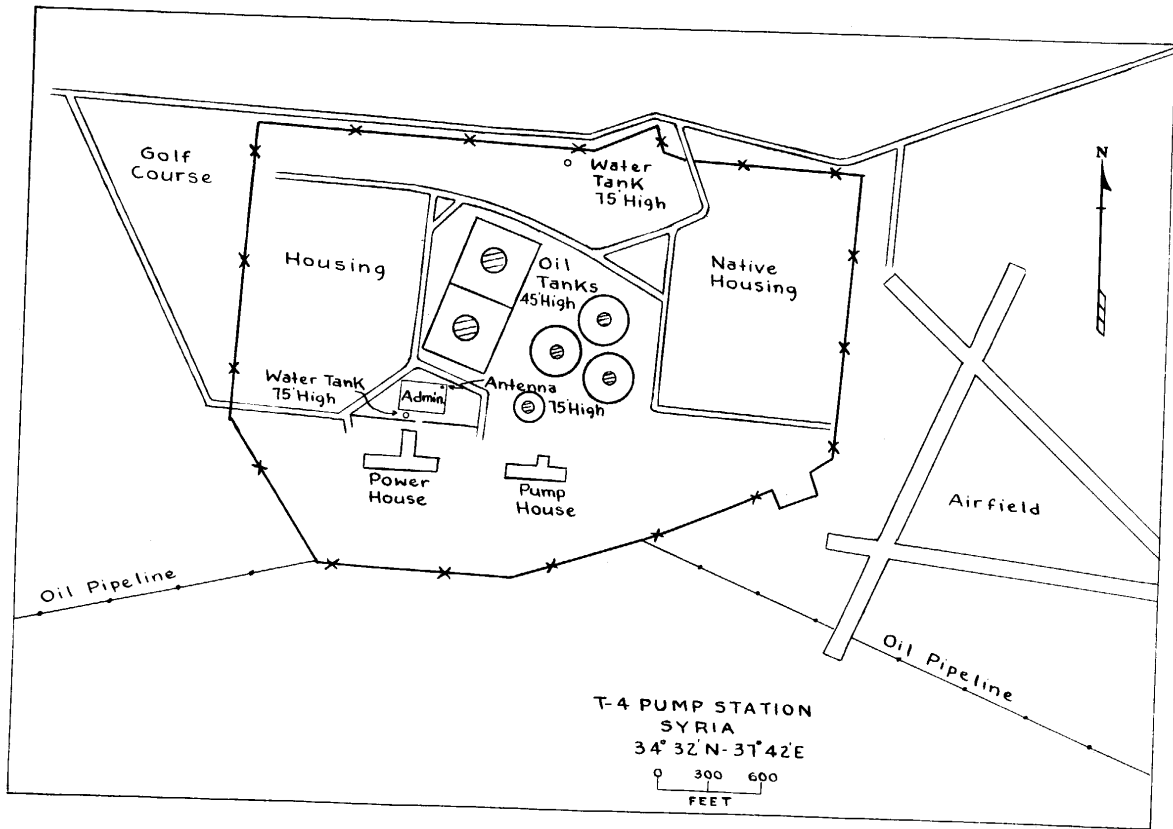 Golf
Course
Water
Tank
75'High
N
Housing
Oil
Tanks
45'High
Native
Housing
Water Tank
75'High
Admin.
Antenna
75'High
Power
House
Pump
House
Airfield
Oil Pipeline
Oil Pipeline
T-4 PUMP STATION
SYRIA
34° 32'N-37°42'E
0 300 600
FEET